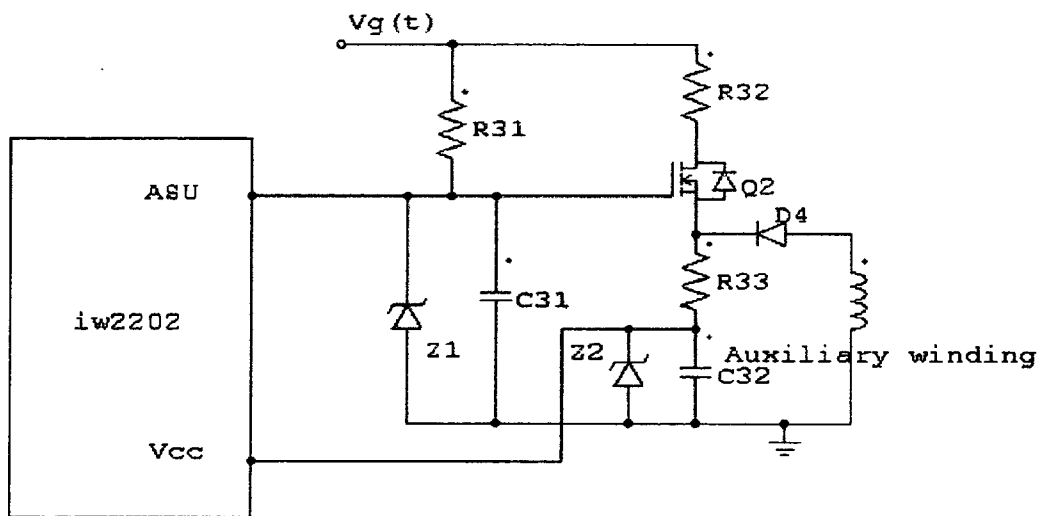 Vg(t)
R32
R31
ASU
Q2
D4
R33
C31
iw2202
Z1
Z2
Auxiliary winding
C32
Vcc